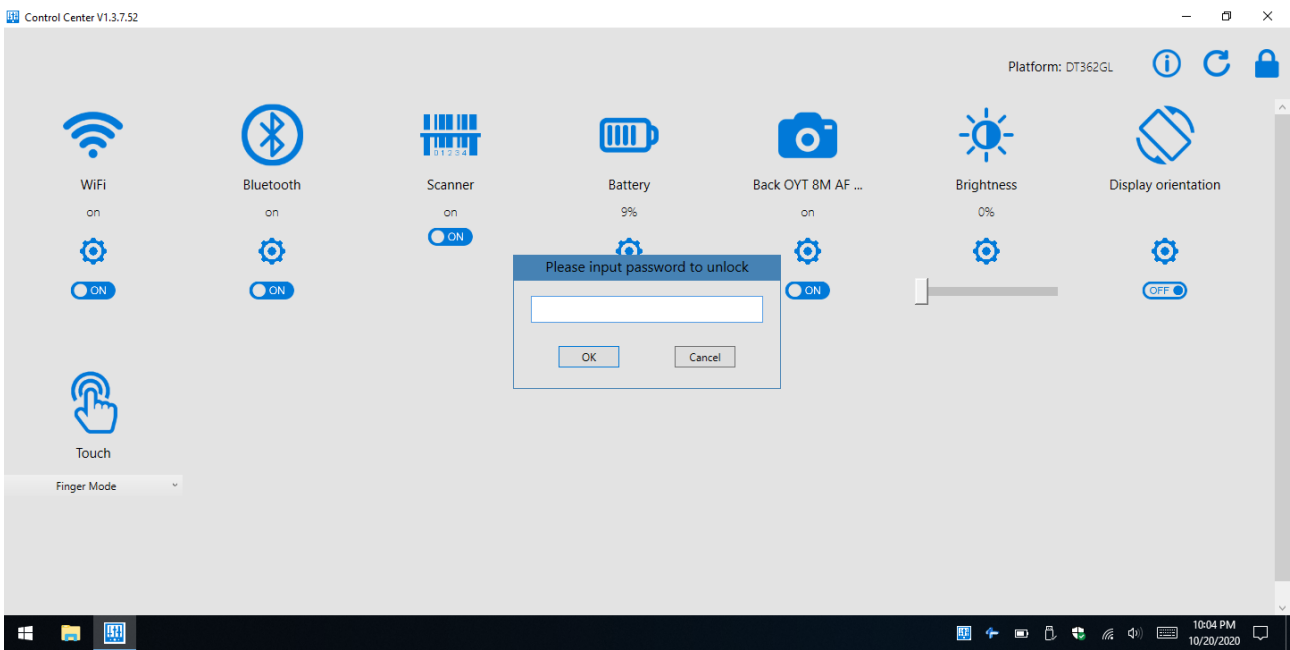 Control Center V1.3.7.52
Platform: DT362GL
01234
WiFi
Bluetooth
Scanner
Battery
Back OYT 8M AF ...
Brightness
Display orientation
on
on
on
9%
on
0%
ON
ON
ON
ON
OFF
Please input password to unlock
OK
Cancel
Touch
Finger Mode
10:04 PM
10/20/2020